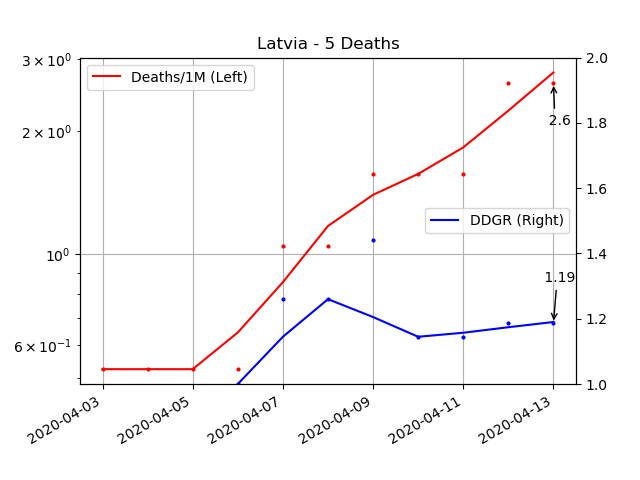 Latvia - 5 Deaths
3 × 10⁰
2 × 10⁰
10⁰
6 × 10⁻¹
Deaths/1M (Left)
DDGR (Right)
2.6
1.19
2.0
1.8
1.6
1.4
1.2
1.0
2020-04-03
2020-04-05
2020-04-07
2020-04-09
2020-04-11
2020-04-13